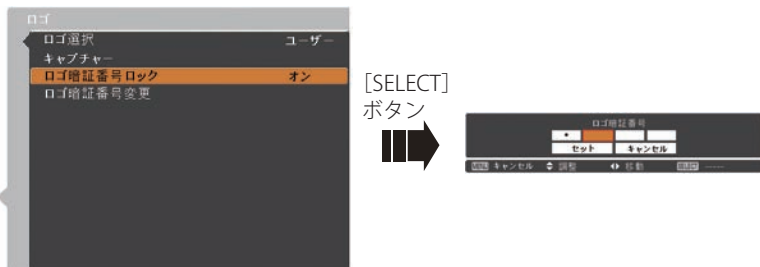 ロゴ
ロゴ選択 ユーザー
キャプチャー
ロゴ暗証番号ロック オン
ロゴ暗証番号変更
[SELECT]
ボタン
ロゴ暗証番号
*
セット キャンセル
MENU キャンセル 調整 移動 SELECT -----